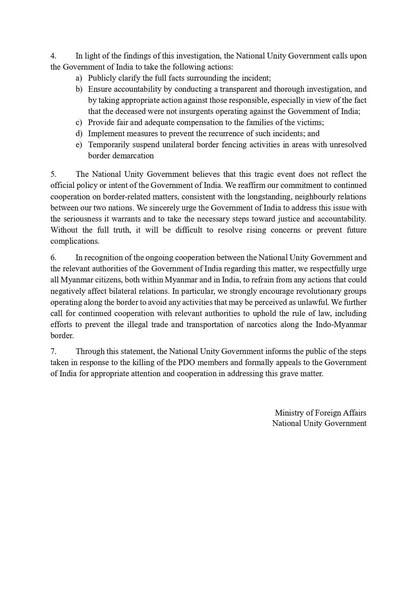 4. In light of the findings of this investigation, the National Unity Government calls upon
the Government of India to take the following actions:
a) Publicly clarify the full facts surrounding the incident;
b) Ensure accountability by conducting a transparent and thorough investigation, and
by taking appropriate action against those responsible, especially in view of the fact
that the deceased were not insurgents operating against the Government of India;
c) Provide fair and adequate compensation to the families of the victims;
d) Implement measures to prevent the recurrence of such incidents; and
e) Temporarily suspend unilateral border fencing activities in areas with unresolved
border demarcation
5. The National Unity Government believes that this tragic event does not reflect the
official policy or intent of the Government of India. We reaffirm our commitment to continued
cooperation on border-related matters, consistent with the longstanding, neighbourly relations
between our two nations. We sincerely urge the Government of India to address this issue with
the seriousness it warrants and to take the necessary steps toward justice and accountability.
Without the full truth, it will be difficult to resolve rising concerns or prevent future
complications.
6. In recognition of the ongoing cooperation between the National Unity Government and
the relevant authorities of the Government of India regarding this matter, we respectfully urge
all Myanmar citizens, both within Myanmar and in India, to refrain from any actions that could
negatively affect bilateral relations. In particular, we strongly encourage revolutionary groups
operating along the border to avoid any activities that may be perceived as unlawful. We further
call for continued cooperation with relevant authorities to uphold the rule of law, including
efforts to prevent the illegal trade and transportation of narcotics along the Indo-Myanmar
border.
7. Through this statement, the National Unity Government informs the public of the steps
taken in response to the killing of the PDO members and formally appeals to the Government
of India for appropriate attention and cooperation in addressing this grave matter.
Ministry of Foreign Affairs
National Unity Government